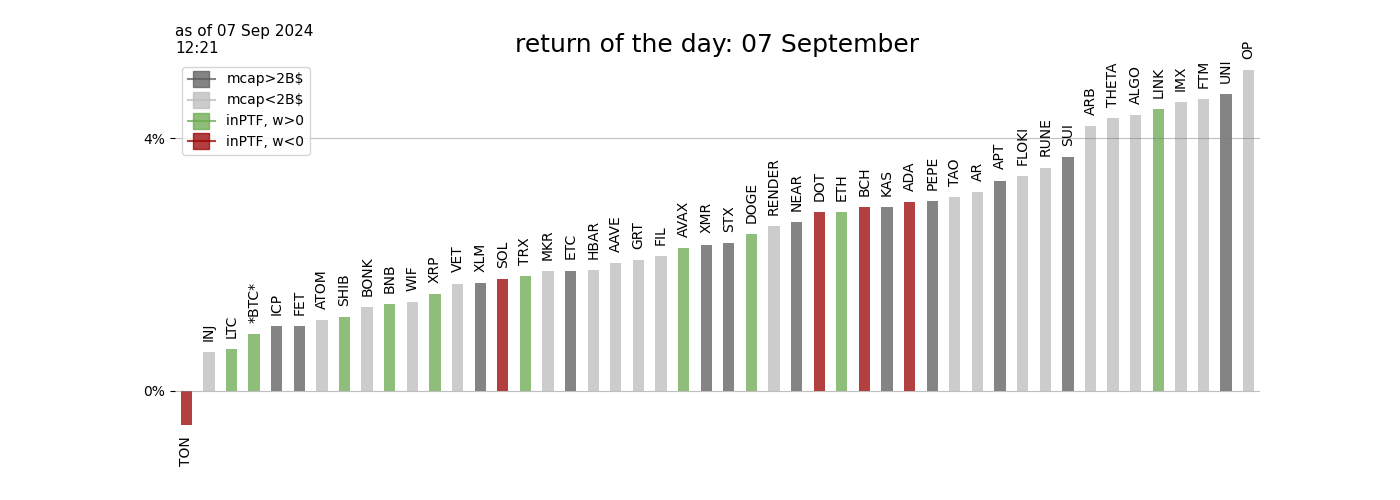 as of 07 Sep 2024
12:21
return of the day: 07 September
mcap>2B$
mcap<2B$
inPTF, w>0
inPTF, w<0
4%
0%
TON
INJ
LTC
*BTC*
ICP
FET
ATOM
SHIB
BONK
BNB
WIF
XRP
VET
XLM
SOL
TRX
MKR
ETC
HBAR
AAVE
GRT
FIL
AVAX
XMR
STX
DOGE
RENDER
NEAR
DOT
ETH
BCH
KAS
ADA
PEPE
TAO
AR
APT
FLOKI
RUNE
SUI
ARB
THETA
ALGO
LINK
IMX
FTM
UNI
OP